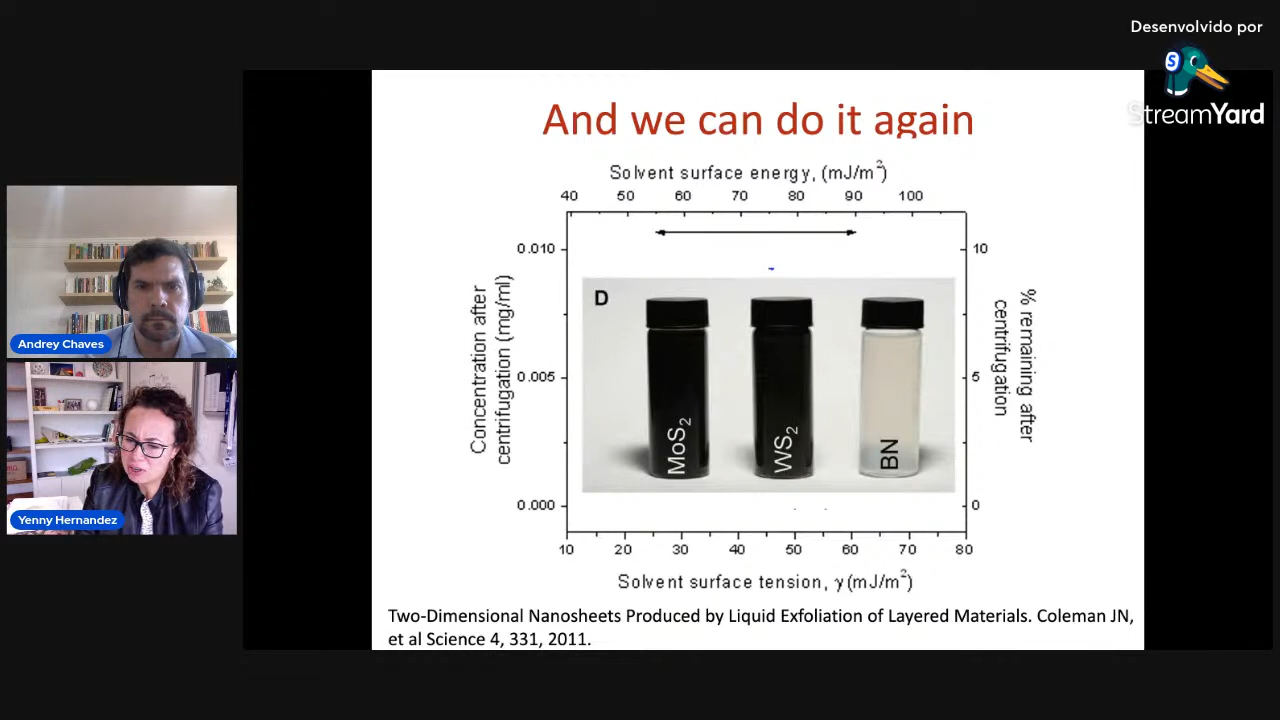 Desenvolvido por
StreamYard
And we can do it again
Solvent surface energy, (mJ/m²)
40 50 60 70 80 90 100
0.010
0.005
0.000
Concentration after
centrifugation (mg/ml)
D
MoS₂
WS₂
BN
10
5
0
% remaining after
centrifugation
10 20 30 40 50 60 70 80
Solvent surface tension, γ (mJ/m²)
Two-Dimensional Nanosheets Produced by Liquid Exfoliation of Layered Materials. Coleman JN,
et al Science 4, 331, 2011.
Andrey Chaves
Yenny Hernandez